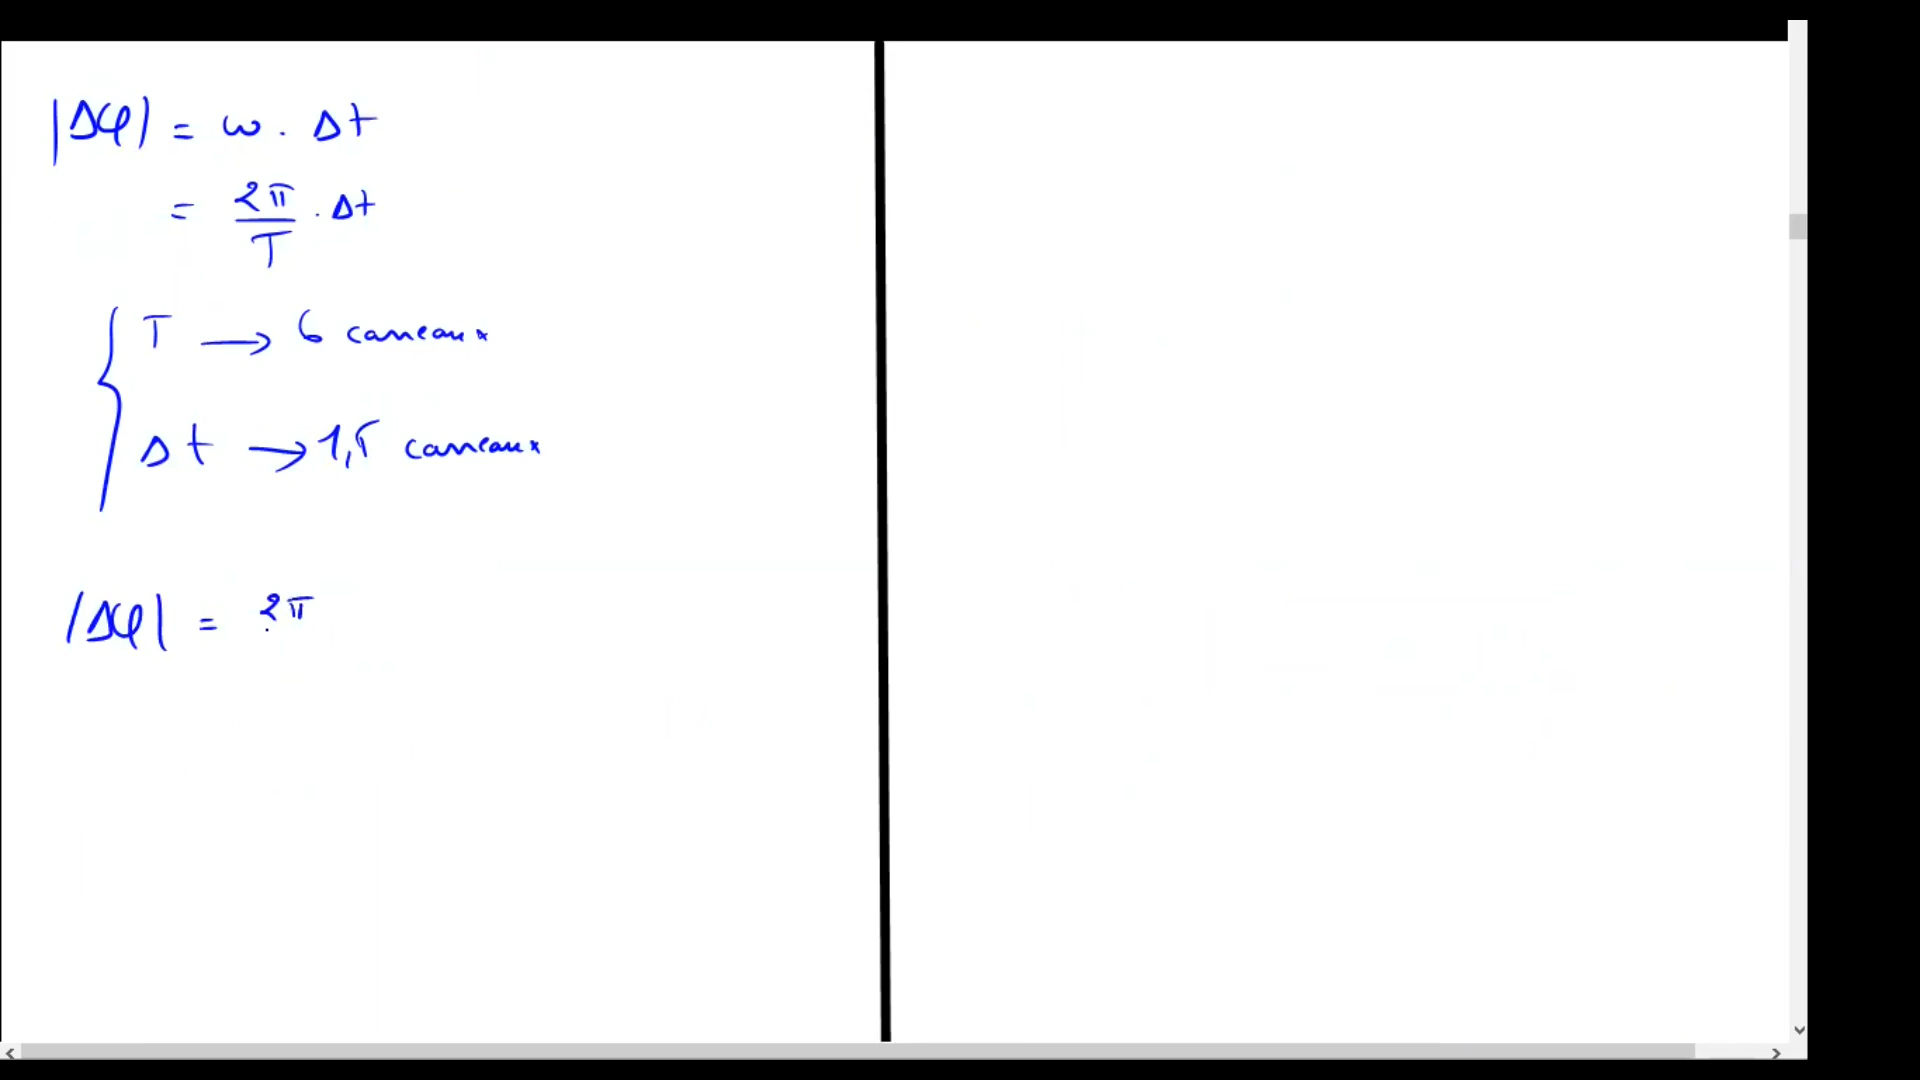 |Δφ| = ω . Δt
= 2π/T . Δt
{ T → 6 carreaux
Δt → 1,5 carreaux
|Δφ| = 2π